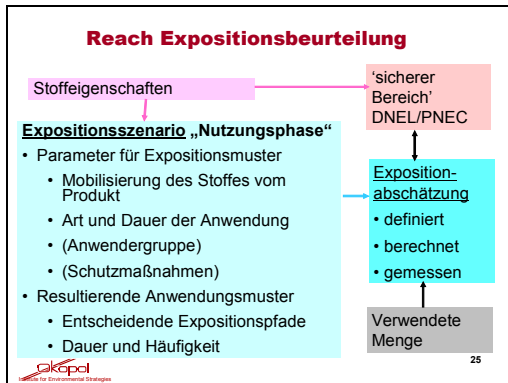 Reach Expositionsbeurteilung
Stoffeigenschaften
‘sicherer
Bereich’
DNEL/PNEC
Expositionsszenario „Nutzungsphase“
• Parameter für Expositionsmuster
• Mobilisierung des Stoffes vom
Produkt
• Art und Dauer der Anwendung
• (Anwendergruppe)
• (Schutzmaßnahmen)
• Resultierende Anwendungsmuster
• Entscheidende Expositionspfade
• Dauer und Häufigkeit
Exposition-
abschätzung
• definiert
• berechnet
• gemessen
Verwendete
Menge
Ökopol
Institute for Environmental Strategies
25